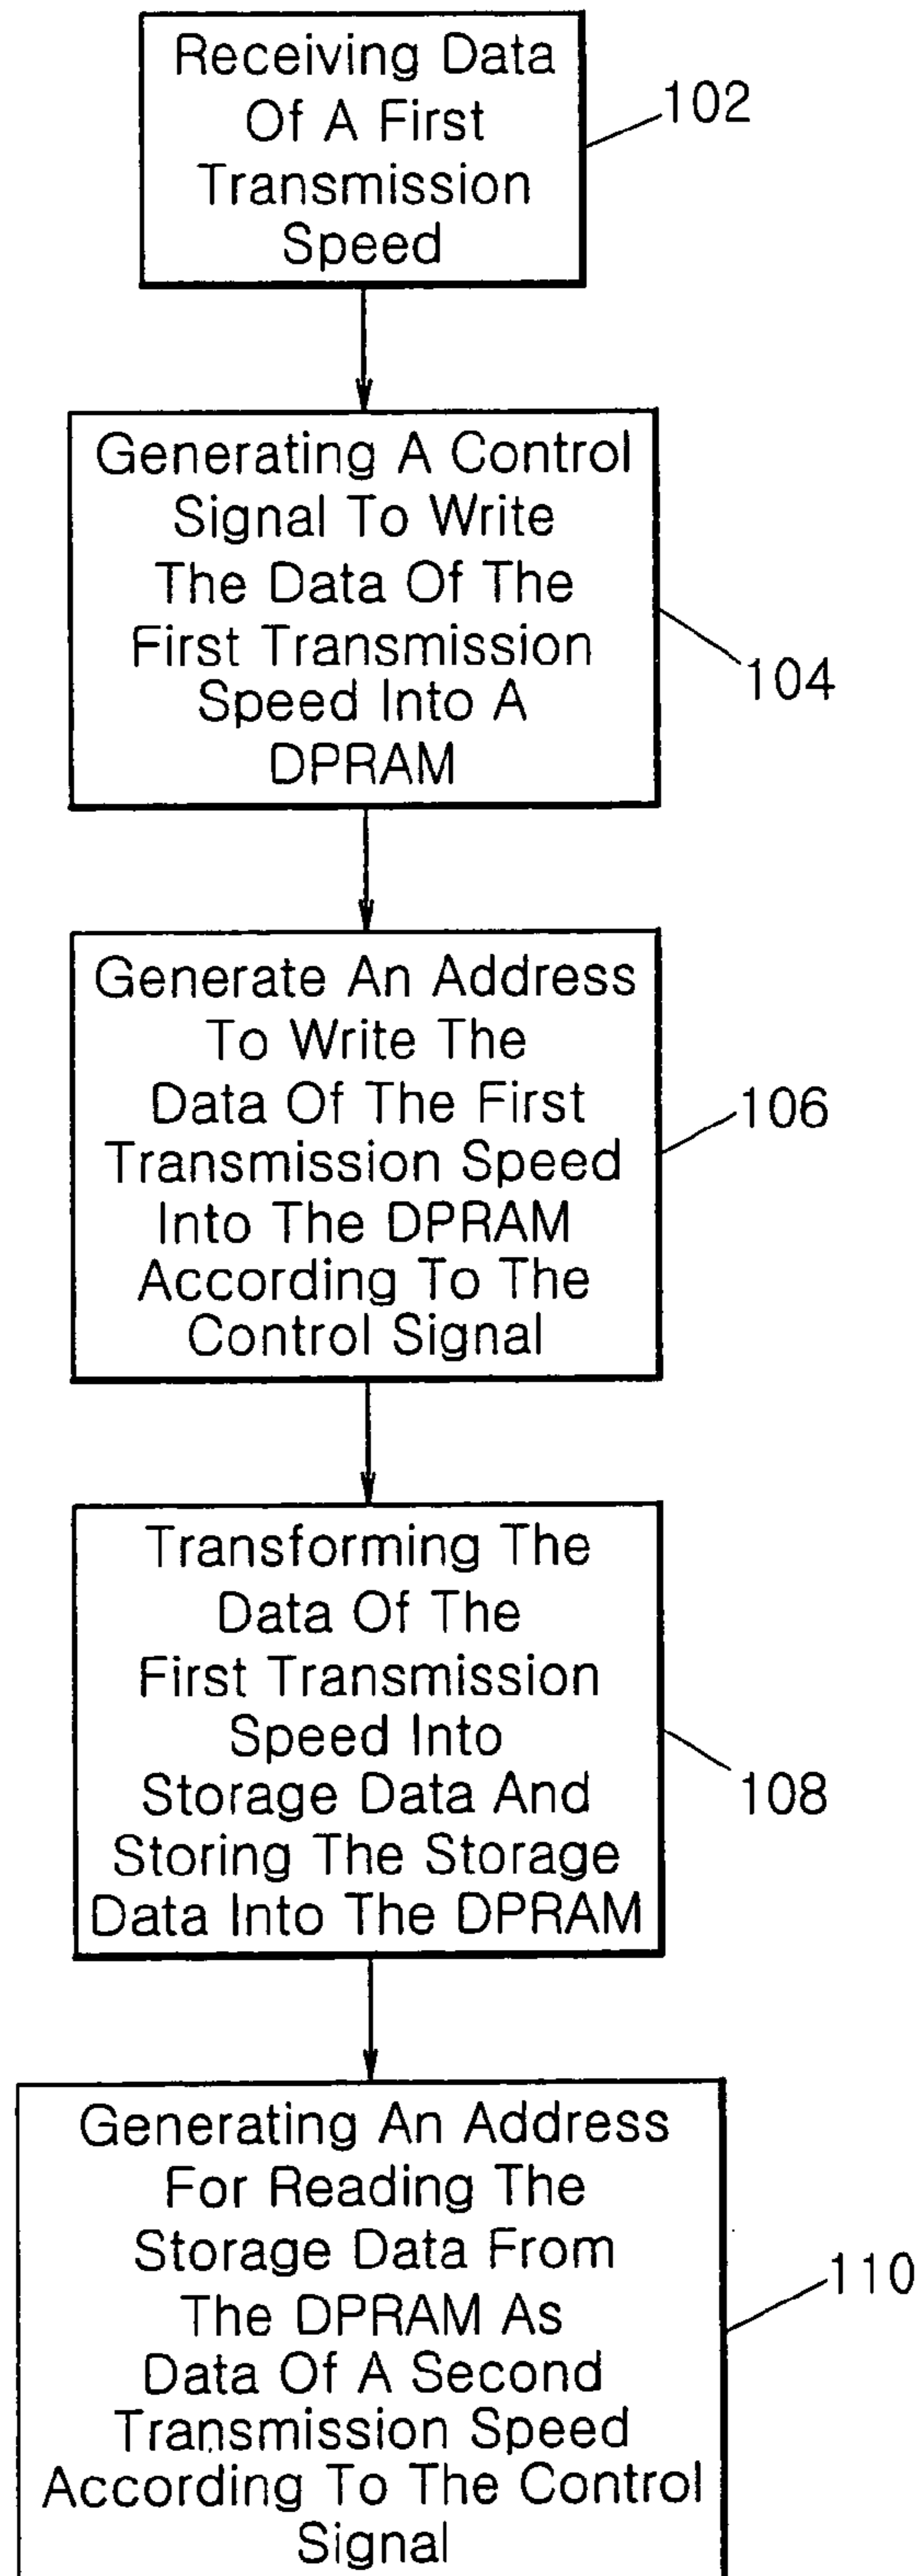 Receiving Data
Of A First
Transmission
Speed
102
Generating A Control
Signal To Write
The Data Of The
First Transmission
Speed Into A
DPRAM
104
Generate An Address
To Write The
Data Of The First
Transmission Speed
Into The DPRAM
According To The
Control Signal
106
Transforming The
Data Of The
First Transmission
Speed Into
Storage Data And
Storing The Storage
Data Into The DPRAM
108
Generating An Address
For Reading The
Storage Data From
The DPRAM As
Data Of A Second
Transmission Speed
According To The Control
Signal
110